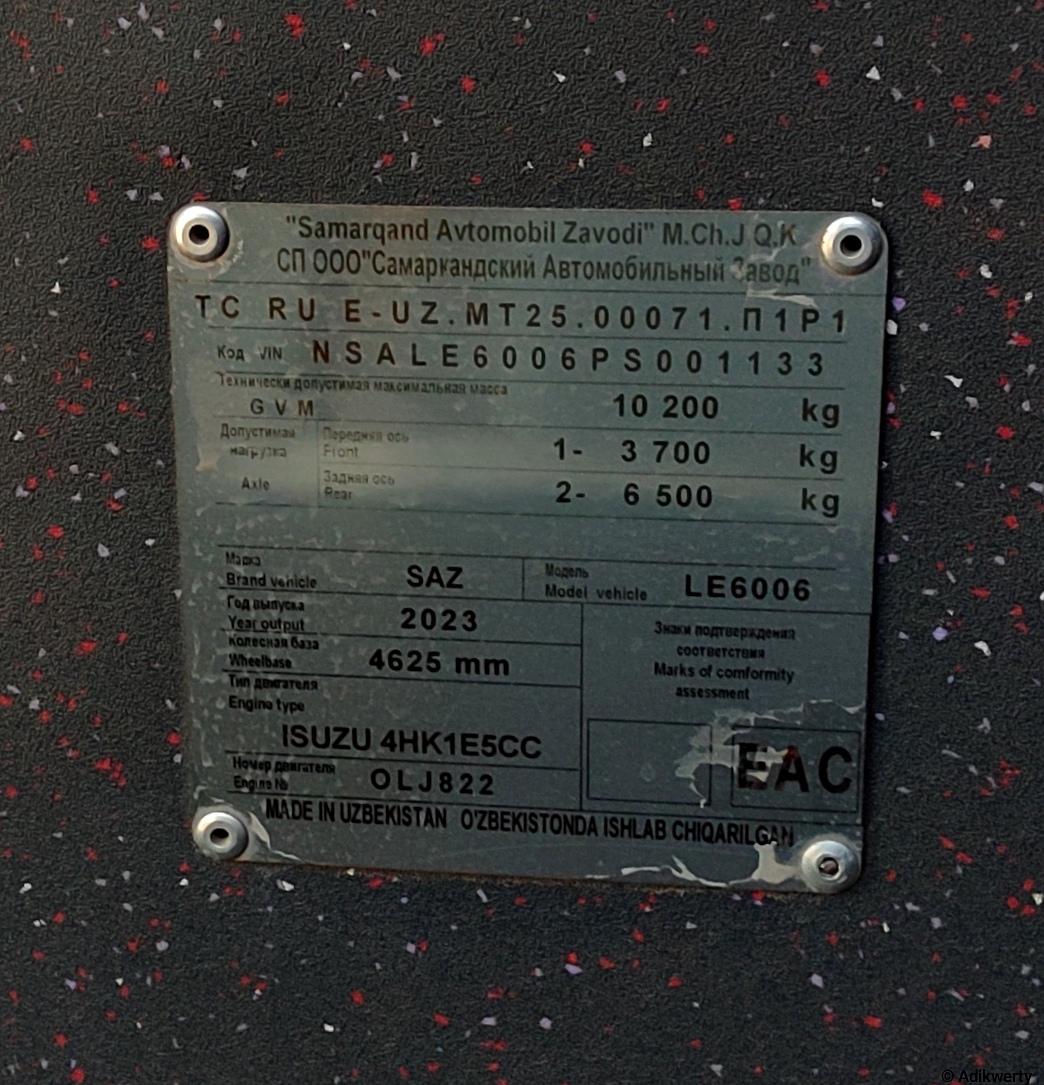 "Samarqand Avtomobil Zavodi" M.Ch.J Q.K
СП ООО"Самаркандский Автомобильный Завод"
ТС RU Е-UZ.МТ25.00071.П1Р1
Код VIN NSALE6006PS001133
Технически допустимая максимальная масса
GVM 10 200 kg
Допустимая нагрузка
Axle
Передняя ось
Front 1- 3 700 kg
Задняя ось
Rear 2- 6 500 kg
Марка
Brand vehicle SAZ
Модель
Model vehicle LE6006
Год выпуска
Year output 2023
Колесная база
Wheelbase 4625 mm
Тип двигателя
Engine type
ISUZU 4HK1E5CC
Номер двигателя
Engine № OLJ822
Знаки подтверждения
соответствия
Marks of comformity
assessment
EAC
MADE IN UZBEKISTAN O'ZBEKISTONDA ISHLAB CHIQARILGAN
© Adikwerty